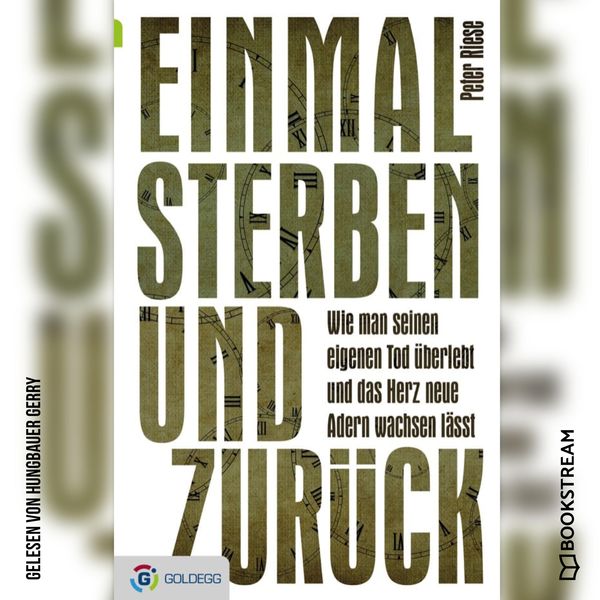 EINMAL
Peter Riese
STERBEN
UND
Wie man seinen
eigenen Tod überlebt
und das Herz neue
Adern wachsen lässt
ZURÜCK
GOLDEGG
GELESEN VON HUNGBAUER GERRY
BOOKSTREAM